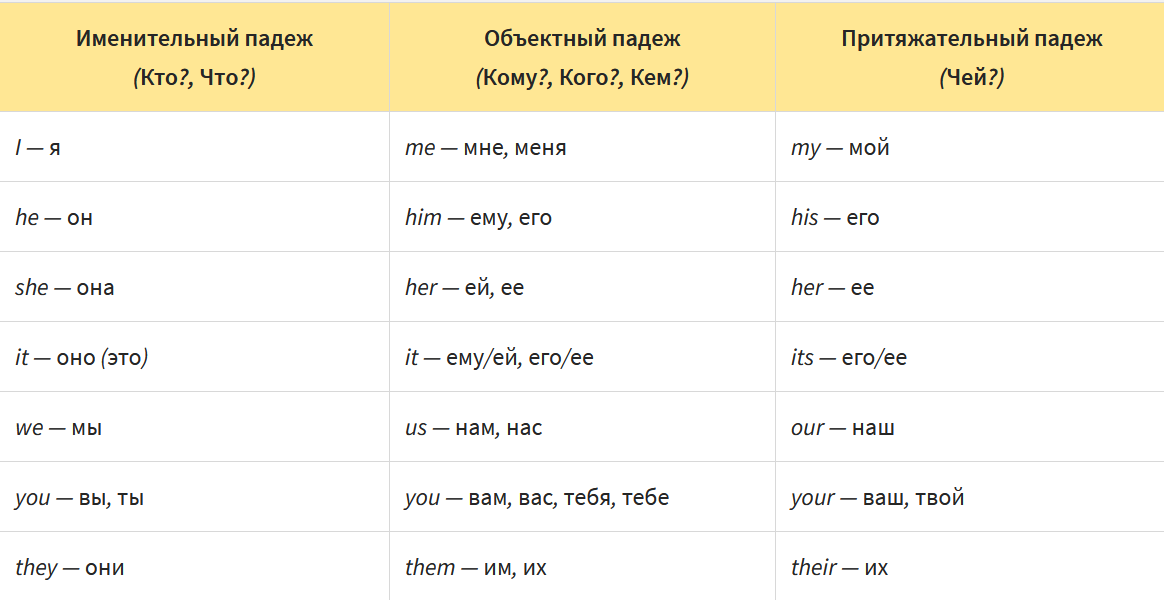 Именительный падеж Объектный падеж Притяжательный падеж
(Кто?, Что?) (Кому?, Кого?, Кем?) (Чей?)
I — я me — мне, меня my — мой
he — он him — ему, его his — его
she — она her — ей, ее her — ее
it — оно (это) it — ему/ей, его/ее its — его/ее
we — мы us — нам, нас our — наш
you — вы, ты you — вам, вас, тебя, тебе your — ваш, твой
they — они them — им, их their — их